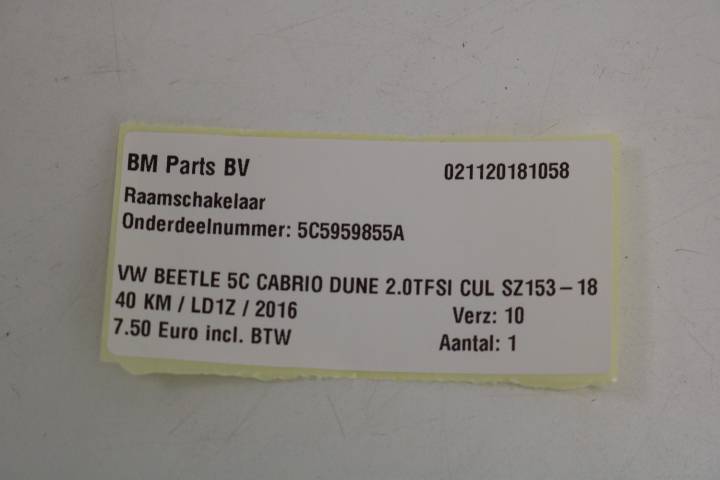 BM Parts BV 021120181058
Raamschakelaar
Onderdeelnummer: 5C5959855A
VW BEETLE 5C CABRIO DUNE 2.0TFSI CUL SZ153-18
40 KM / LD1Z / 2016 Verz: 10
7.50 Euro incl. BTW Aantal: 1